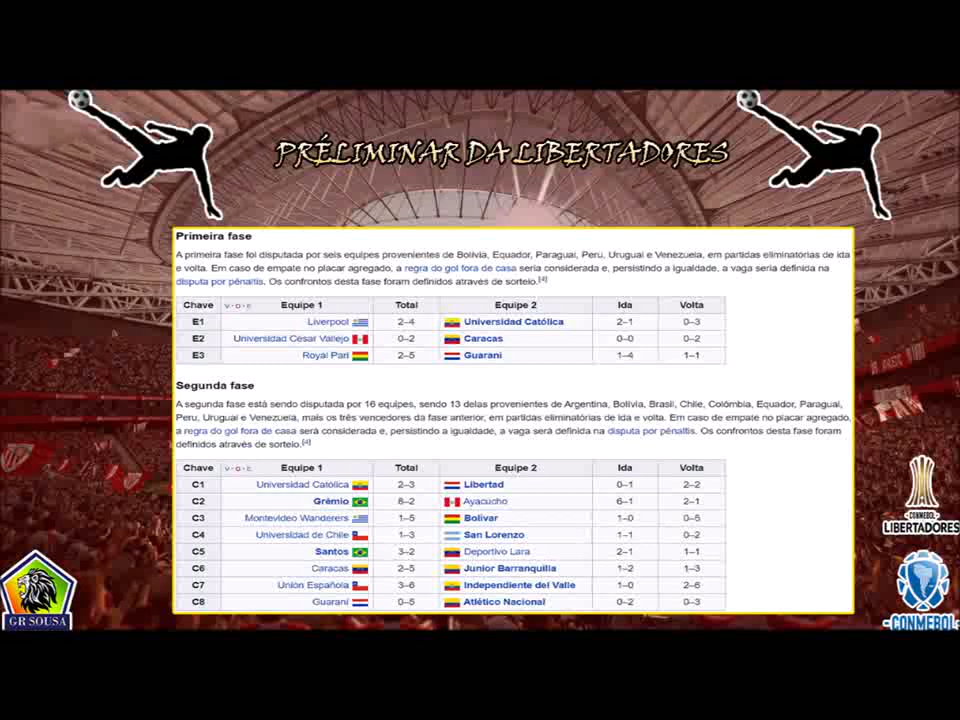 PRÉLIMINAR DA LIBERTADORES
Primeira fase
A primeira fase foi disputada por seis equipes provenientes de Bolívia, Equador, Paraguai, Peru, Uruguai e Venezuela, em partidas eliminatórias de ida
e volta. Em caso de empate no placar agregado, a regra do gol fora de casa seria considerada e, persistindo a igualdade, a vaga seria definida na
disputa por pênaltis. Os confrontos desta fase foram definidos através de sorteio.[4]
Chave V · D · E Equipe 1 Total Equipe 2 Ida Volta
E1 Liverpool 2–4 Universidad Católica 2–1 0–3
E2 Universidad César Vallejo 0–2 Caracas 0–0 0–2
E3 Royal Pari 2–5 Guaraní 1–4 1–1
Segunda fase
A segunda fase está sendo disputada por 16 equipes, sendo 13 delas provenientes de Argentina, Bolívia, Brasil, Chile, Colômbia, Equador, Paraguai,
Peru, Uruguai e Venezuela, mais os três vencedores da fase anterior, em partidas eliminatórias de ida e volta. Em caso de empate no placar agregado,
a regra do gol fora de casa será considerada e, persistindo a igualdade, a vaga será definida na disputa por pênaltis. Os confrontos desta fase foram
definidos através de sorteio.[4]
Chave V · D · E Equipe 1 Total Equipe 2 Ida Volta
C1 Universidad Católica 2–3 Libertad 0–1 2–2
C2 Grêmio 8–2 Ayacucho 6–1 2–1
C3 Montevideo Wanderers 1–5 Bolívar 1–0 0–5
C4 Universidad de Chile 1–3 San Lorenzo 1–1 0–2
C5 Santos 3–2 Deportivo Lara 2–1 1–1
C6 Caracas 2–5 Junior Barranquilla 1–2 1–3
C7 Unión Española 3–6 Independiente del Valle 1–0 2–6
C8 Guaraní 0–5 Atlético Nacional 0–2 0–3
CONMEBOL
LIBERTADORES
GR SOUSA
CONMEBOL